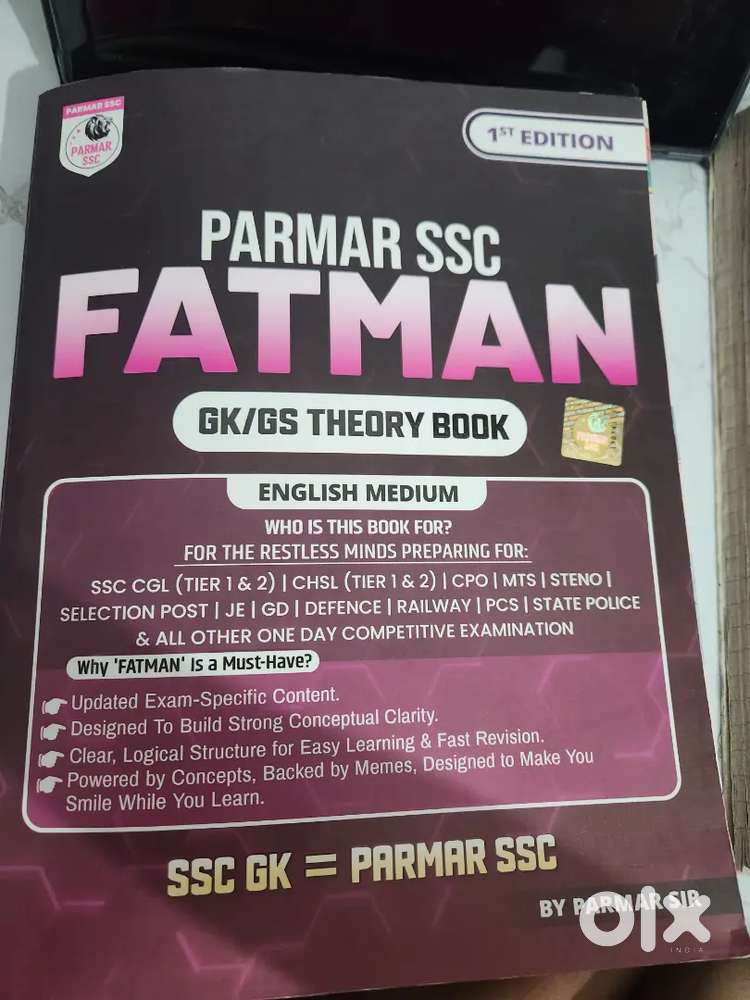 PARMAR SSC
PARMAR
SSC
1ST EDITION
PARMAR SSC
FATMAN
GK/GS THEORY BOOK
PARMAR
SSC
ENGLISH MEDIUM
WHO IS THIS BOOK FOR?
FOR THE RESTLESS MINDS PREPARING FOR:
SSC CGL (TIER 1 & 2) | CHSL (TIER 1 & 2) | CPO | MTS | STENO |
SELECTION POST | JE | GD | DEFENCE | RAILWAY | PCS | STATE POLICE
& ALL OTHER ONE DAY COMPETITIVE EXAMINATION
Why 'FATMAN' Is a Must-Have?
Updated Exam-Specific Content.
Designed To Build Strong Conceptual Clarity.
Clear, Logical Structure for Easy Learning & Fast Revision.
Powered by Concepts, Backed by Memes, Designed to Make You
Smile While You Learn.
SSC GK = PARMAR SSC
BY PARMAR SIR
olx
INDIA